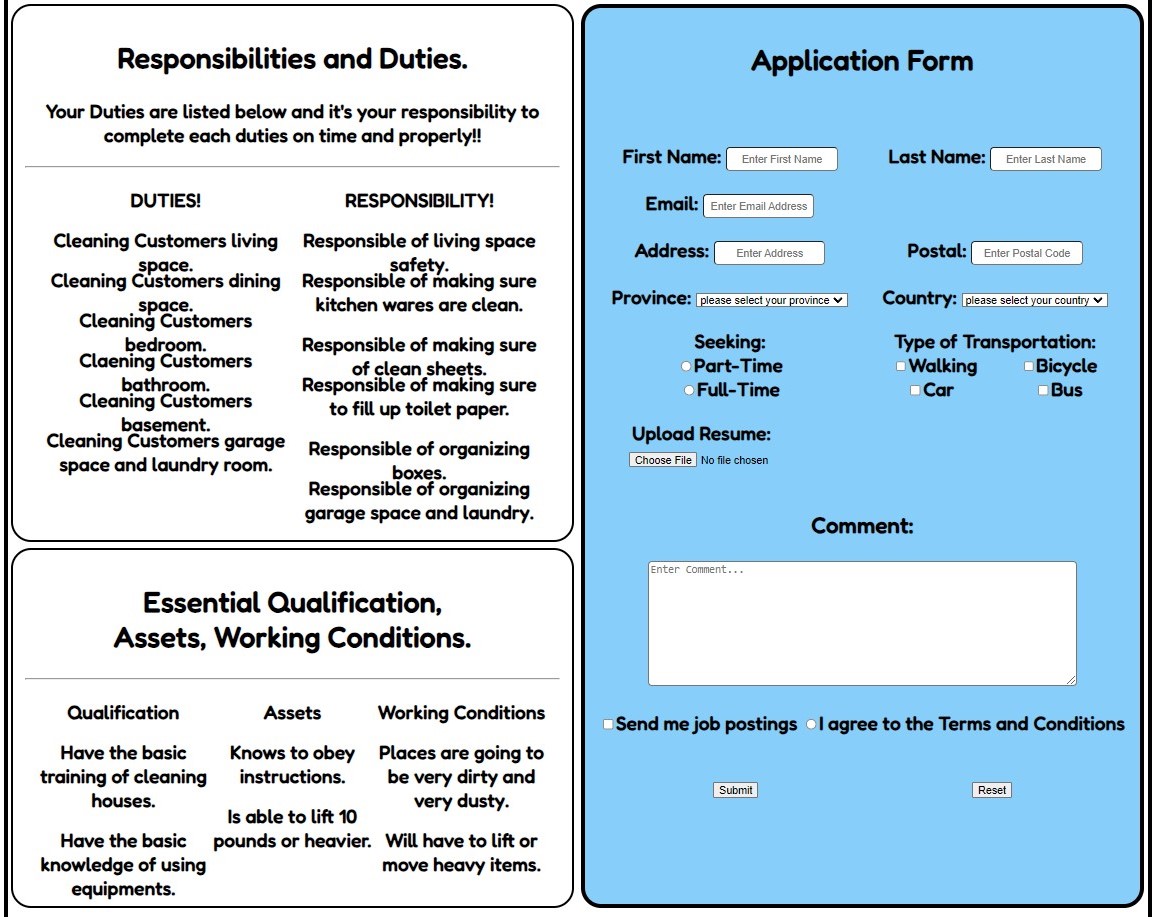 Responsibilities and Duties.
Your Duties are listed below and it's your responsibility to
complete each duties on time and properly!!
DUTIES!
Cleaning Customers living
space.
Cleaning Customers dining
space.
Cleaning Customers
bedroom.
Claening Customers
bathroom.
Cleaning Customers
basement.
Cleaning Customers garage
space and laundry room.
RESPONSIBILITY!
Responsible of living space
safety.
Responsible of making sure
kitchen wares are clean.
Responsible of making sure
of clean sheets.
Responsible of making sure
to fill up toilet paper.
Responsible of organizing
boxes.
Responsible of organizing
garage space and laundry.
Essential Qualification,
Assets, Working Conditions.
Qualification
Have the basic
training of cleaning
houses.
Have the basic
knowledge of using
equipments.
Assets
Knows to obey
instructions.
Is able to lift 10
pounds or heavier.
Working Conditions
Places are going to
be very dirty and
very dusty.
Will have to lift or
move heavy items.
Application Form
First Name: Enter First Name
Last Name: Enter Last Name
Email: Enter Email Address
Address: Enter Address
Postal: Enter Postal Code
Province: please select your province
Country: please select your country
Seeking:
Part-Time
Full-Time
Type of Transportation:
Walking Bicycle
Car Bus
Upload Resume:
Choose File No file chosen
Comment:
Enter Comment...
Send me job postings I agree to the Terms and Conditions
Submit Reset